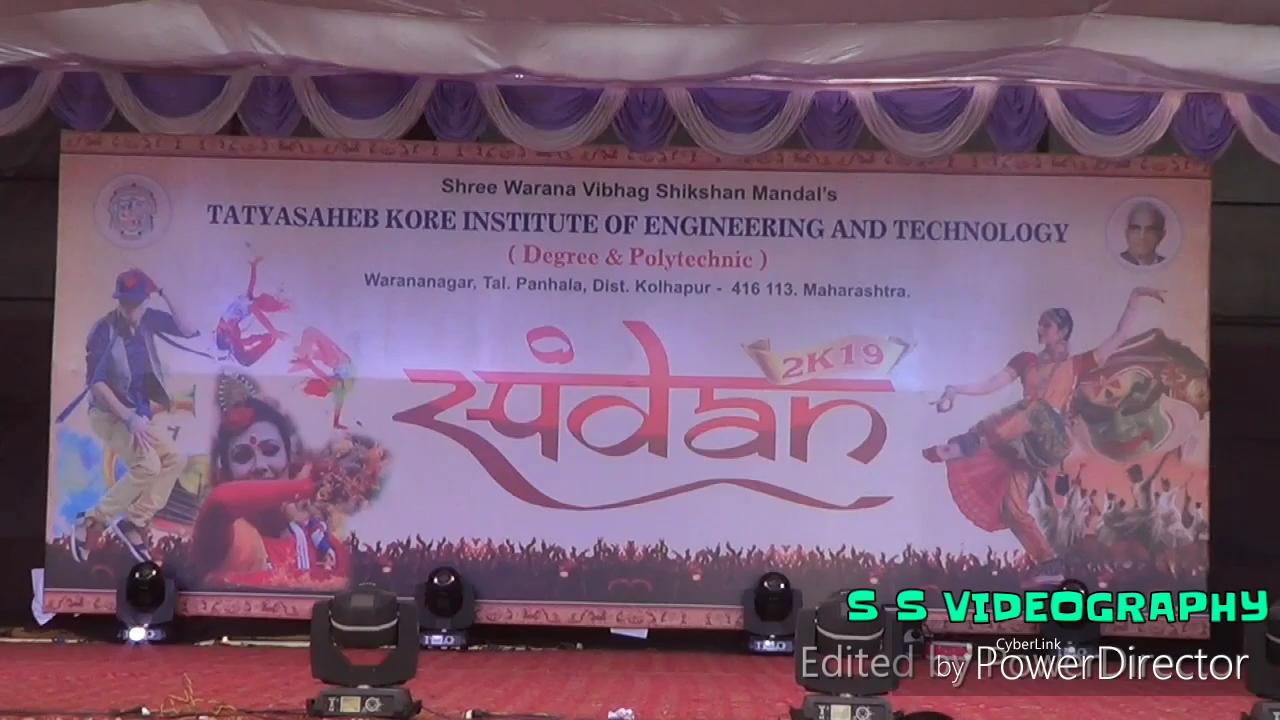 Shree Warana Vibhag Shikshan Mandal's
TATYASAHEB KORE INSTITUTE OF ENGINEERING AND TECHNOLOGY
( Degree & Polytechnic )
Warananagar, Tal. Panhala, Dist. Kolhapur - 416 113. Maharashtra.
2K19
स्पंदन
S S VIDEOGRAPHY
CyberLink
Edited by PowerDirector